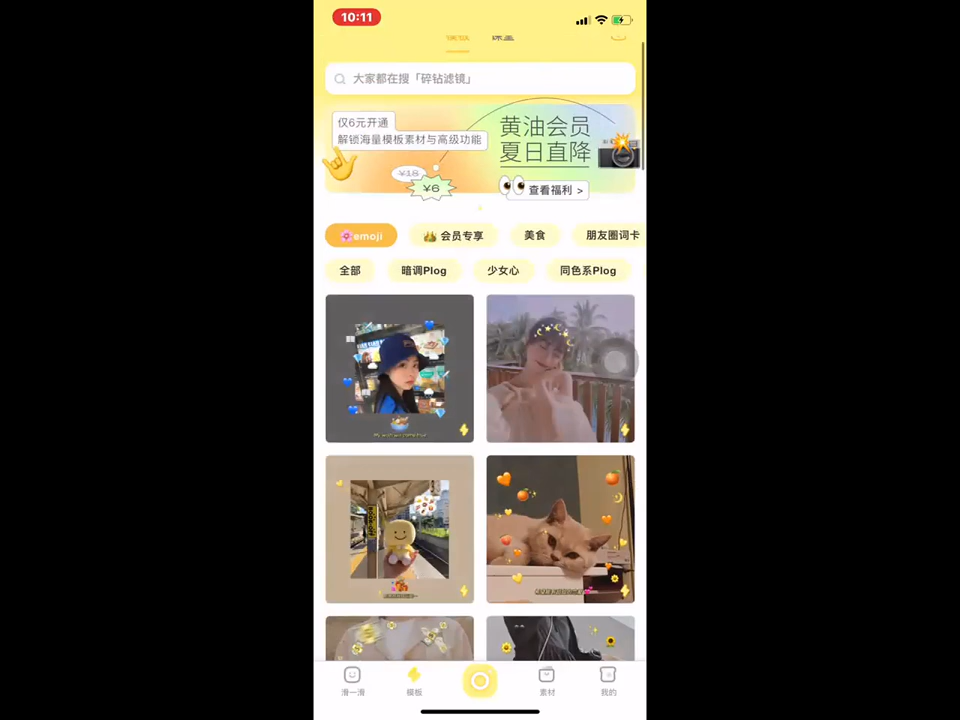 10:11
模板 课堂
大家都在搜「碎钻滤镜」
仅6元开通
解锁海量模板素材与高级功能
¥18
¥6
黄油会员
夏日直降
查看福利 >
emoji
会员专享
美食
朋友圈词卡
全部
暗调Plog
少女心
同色系Plog
滑一滑
模板
素材
我的